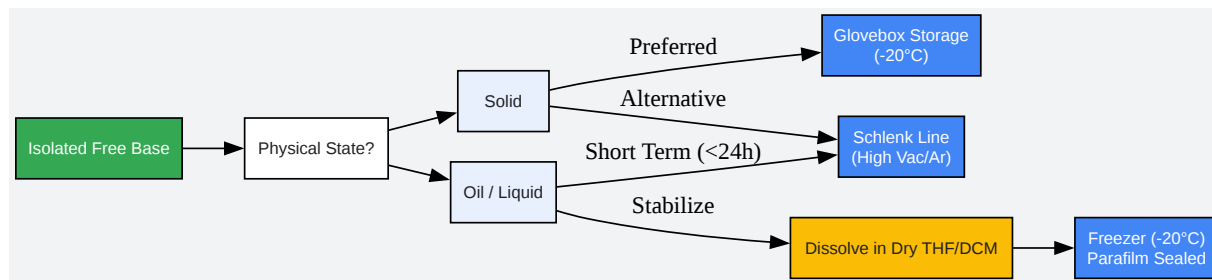 Isolated Free Base
Physical State?
Solid
Oil / Liquid
Preferred
Alternative
Short Term (<24h)
Stabilize
Glovebox Storage
(-20°C)
Schlenk Line
(High Vac/Ar)
Dissolve in Dry THF/DCM
Freezer (-20°C)
Parafilm Sealed